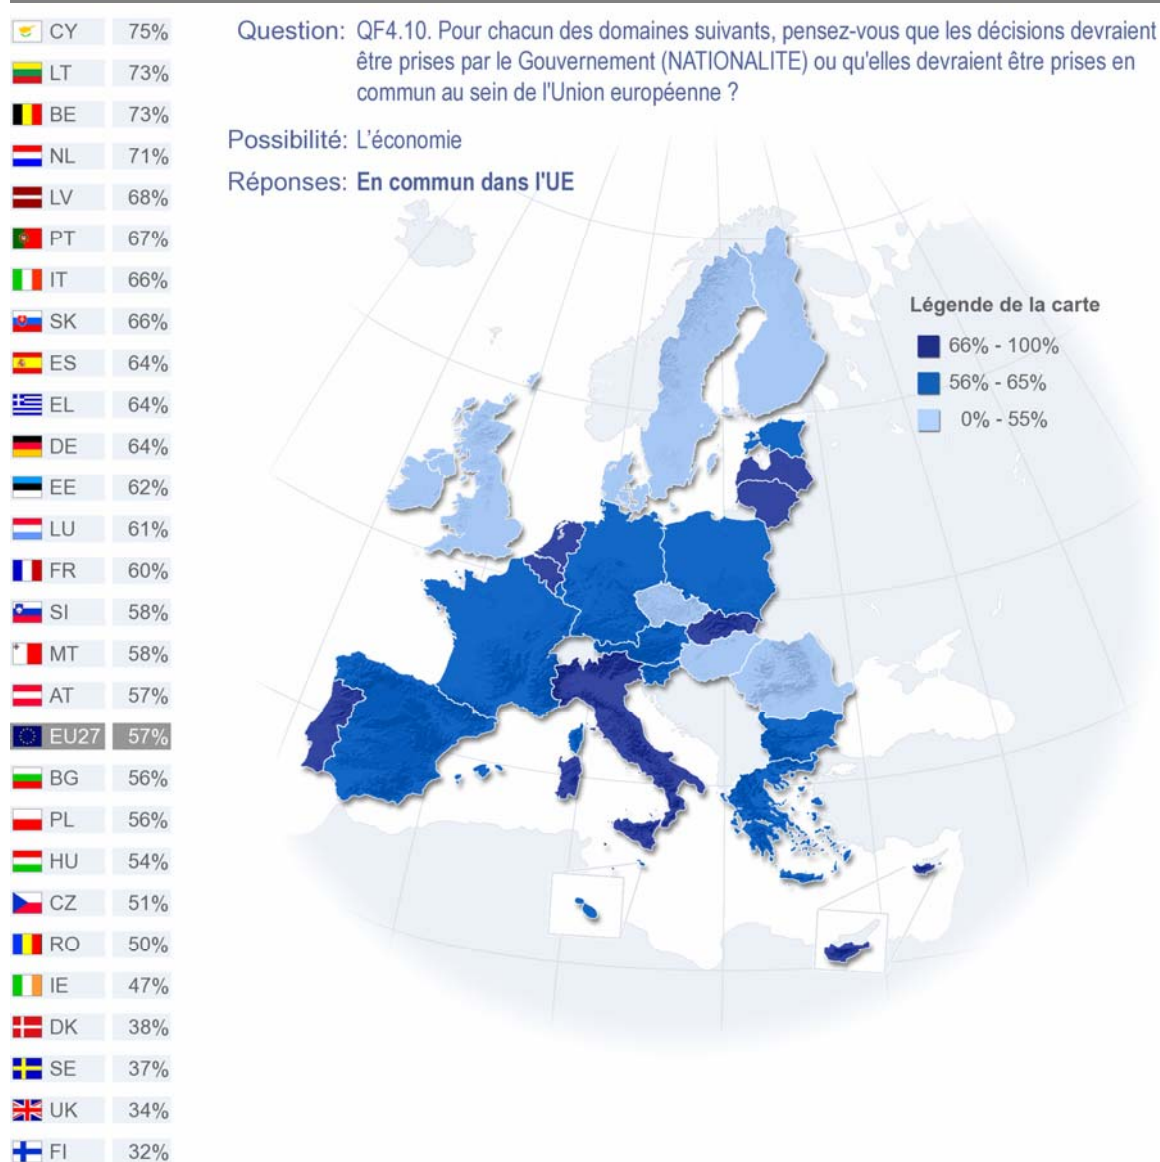 CY 75%
LT 73%
BE 73%
NL 71%
LV 68%
PT 67%
IT 66%
SK 66%
ES 64%
EL 64%
DE 64%
EE 62%
LU 61%
FR 60%
SI 58%
MT 58%
AT 57%
EU27 57%
BG 56%
PL 56%
HU 54%
CZ 51%
RO 50%
IE 47%
DK 38%
SE 37%
UK 34%
FI 32%
Question: QF4.10. Pour chacun des domaines suivants, pensez-vous que les décisions devraient
être prises par le Gouvernement (NATIONALITE) ou qu'elles devraient être prises en
commun au sein de l'Union européenne ?
Possibilité: L'économie
Réponses: En commun dans l'UE
Légende de la carte
66% - 100%
56% - 65%
0% - 55%